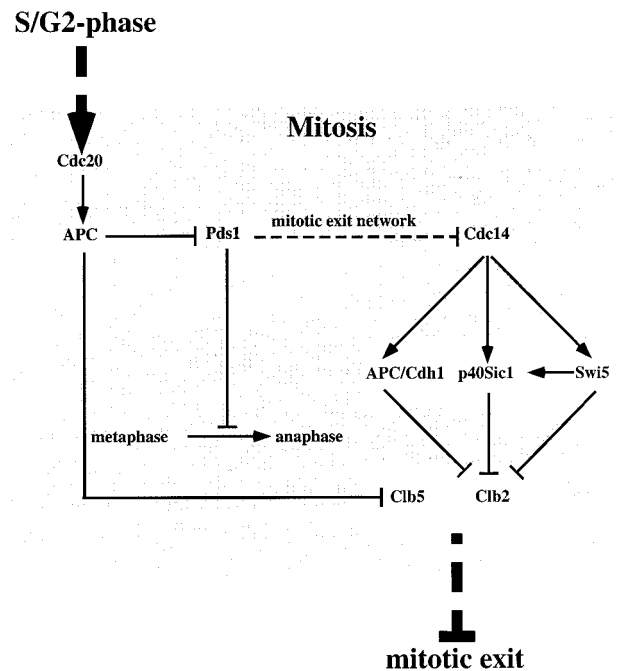 S/G2-phase
Mitosis
Cdc20
APC
Pds1
mitotic exit network
Cdc14
APC/Cdh1
p40Sic1
Swi5
metaphase
anaphase
Clb5
Clb2
mitotic exit